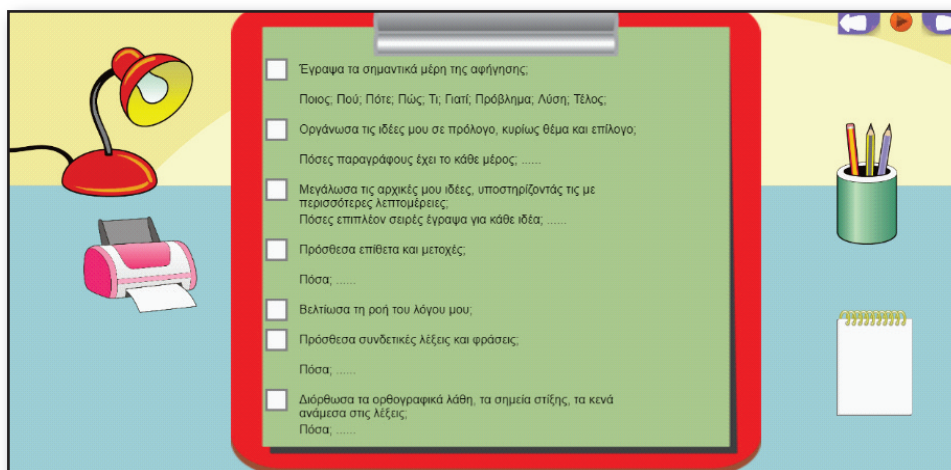 Έγραψα τα σημαντικά μέρη της αφήγησης;
Ποιος; Πού; Πότε; Πώς; Τι; Γιατί; Πρόβλημα; Λύση; Τέλος;
Οργάνωσα τις ιδέες μου σε πρόλογο, κυρίως θέμα και επίλογο;
Πόσες παραγράφους έχει το κάθε μέρος; ......
Μεγάλωσα τις αρχικές μου ιδέες, υποστηρίζοντάς τις με
περισσότερες λεπτομέρειες;
Πόσες επιπλέον σειρές έγραψα για κάθε ιδέα; ......
Πρόσθεσα επίθετα και μετοχές;
Πόσα; ......
Βελτίωσα τη ροή του λόγου μου;
Πρόσθεσα συνδετικές λέξεις και φράσεις;
Πόσα; ......
Διόρθωσα τα ορθογραφικά λάθη, τα σημεία στίξης, τα κενά
ανάμεσα στις λέξεις;
Πόσα; ......